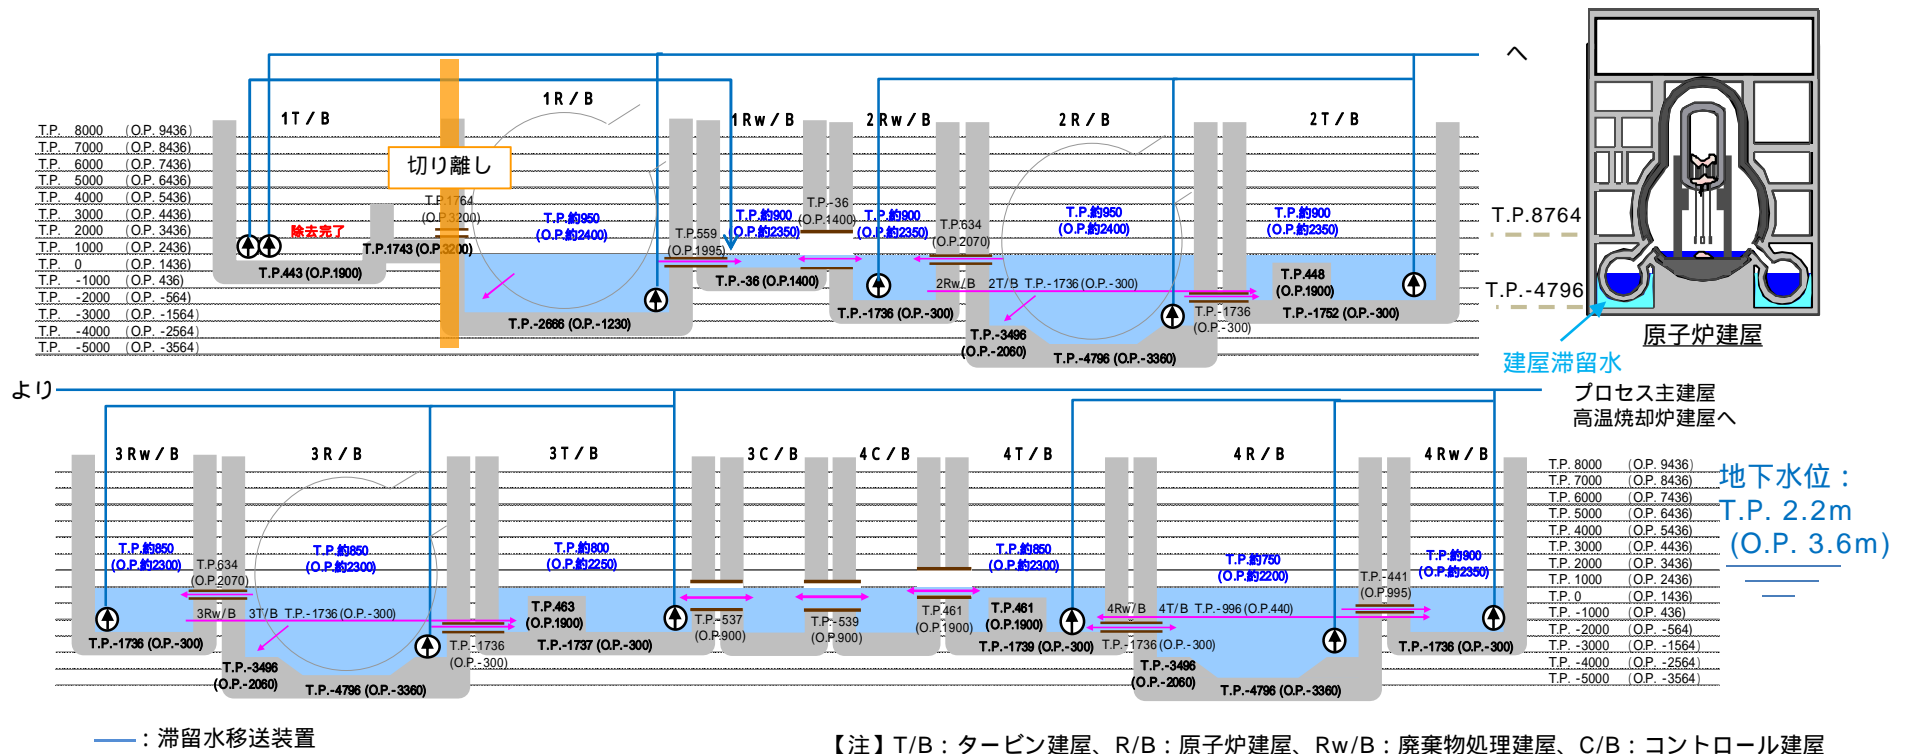 へ
1T/B
1R/B
1Rw/B
2Rw/B
2R/B
2T/B
T.P. 8000 (O.P. 9436)
T.P. 7000 (O.P. 8436)
T.P. 6000 (O.P. 7436)
T.P. 5000 (O.P. 6436)
T.P. 4000 (O.P. 5436)
T.P. 3000 (O.P. 4436)
T.P. 2000 (O.P. 3436)
T.P. 1000 (O.P. 2436)
T.P. 0 (O.P. 1436)
T.P. -1000 (O.P. 436)
T.P. -2000 (O.P. -564)
T.P. -3000 (O.P. -1564)
T.P. -4000 (O.P. -2564)
T.P. -5000 (O.P. -3564)
切り離し
除去完了
T.P.443 (O.P.1900)
T.P.1743 (O.P.3200)
T.P.1764
(O.P.3200)
T.P.約950
(O.P.約2400)
T.P.-2666 (O.P.-1230)
T.P.559
(O.P.1995)
T.P.約900
(O.P.約2350)
T.P.-36 (O.P.1400)
T.P.-36
(O.P.1400)
T.P.約900
(O.P.約2350)
T.P.-1736 (O.P.-300)
T.P.634
(O.P.2070)
2Rw/B 2T/B T.P.-1736 (O.P.-300)
T.P.約950
(O.P.約2400)
T.P.-3496
(O.P.-2060)
T.P.-4796 (O.P.-3360)
T.P.-1736
(O.P.-300)
T.P.約900
(O.P.約2350)
T.P.448
(O.P.1900)
T.P.-1752 (O.P.-300)
T.P.8764
T.P.-4796
原子炉建屋
建屋滞留水
より
プロセス主建屋
高温焼却炉建屋へ
3Rw/B
3R/B
3T/B
3C/B
4C/B
4T/B
4R/B
4Rw/B
T.P.約850
(O.P.約2300)
T.P.-1736 (O.P.-300)
T.P.634
(O.P.2070)
3Rw/B 3T/B T.P.-1736 (O.P.-300)
T.P.約850
(O.P.約2300)
T.P.-3496
(O.P.-2060)
T.P.-4796 (O.P.-3360)
T.P.-1736
(O.P.-300)
T.P.約800
(O.P.約2250)
T.P.463
(O.P.1900)
T.P.-1737 (O.P.-300)
T.P.-537
(O.P.900)
T.P.-539
(O.P.900)
T.P.461
(O.P.1900)
T.P.約850
(O.P.約2300)
T.P.461
(O.P.1900)
T.P.-1739 (O.P.-300)
4Rw/B 4T/B T.P.-996 (O.P.440)
T.P.-1736 (O.P.-300)
T.P.-3496
(O.P.-2060)
T.P.約750
(O.P.約2200)
T.P.-4796 (O.P.-3360)
T.P.-441
(O.P.995)
T.P.約900
(O.P.約2350)
T.P.-1736 (O.P.-300)
T.P. 8000 (O.P. 9436)
T.P. 7000 (O.P. 8436)
T.P. 6000 (O.P. 7436)
T.P. 5000 (O.P. 6436)
T.P. 4000 (O.P. 5436)
T.P. 3000 (O.P. 4436)
T.P. 2000 (O.P. 3436)
T.P. 1000 (O.P. 2436)
T.P. 0 (O.P. 1436)
T.P. -1000 (O.P. 436)
T.P. -2000 (O.P. -564)
T.P. -3000 (O.P. -1564)
T.P. -4000 (O.P. -2564)
T.P. -5000 (O.P. -3564)
地下水位：
T.P. 2.2m
(O.P. 3.6m)
：滞留水移送装置
【注】T/B：タービン建屋、R/B：原子炉建屋、Rw/B：廃棄物処理建屋、C/B：コントロール建屋